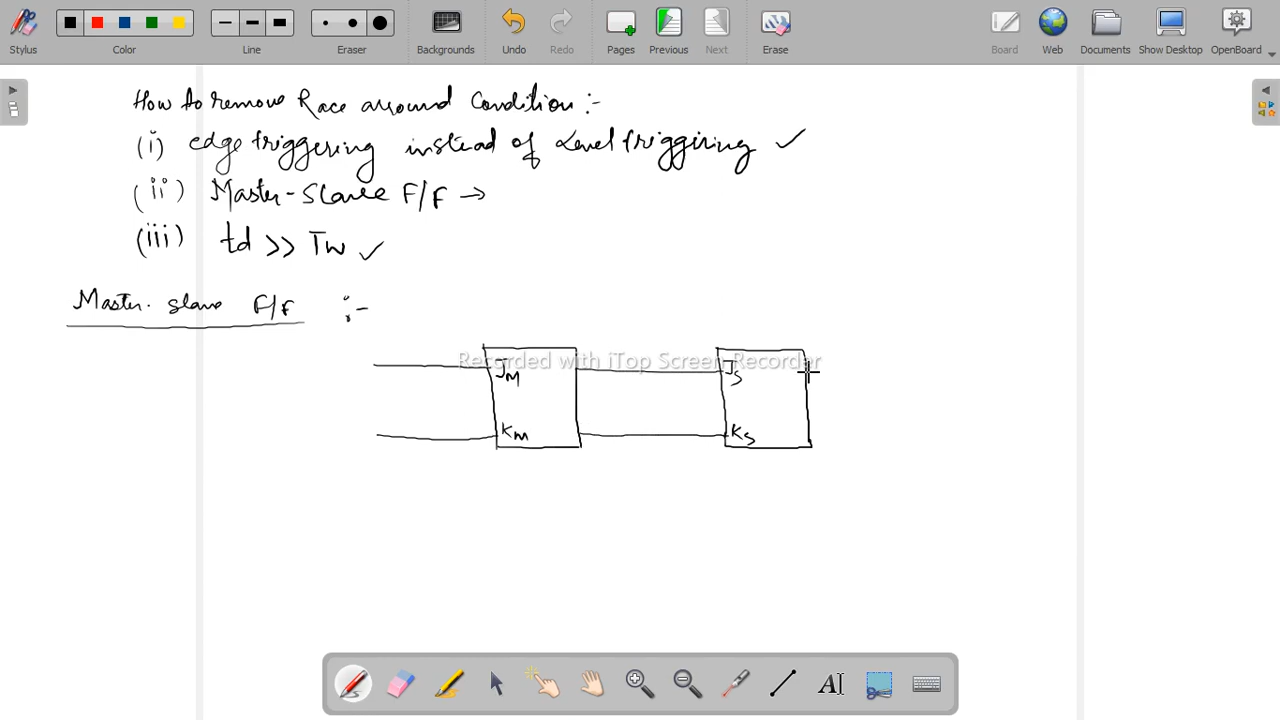 Stylus Color Line Eraser Backgrounds Undo Redo Pages Previous Next Erase Board Web Documents Show Desktop OpenBoard
How to remove Race around Condition :-
(i) edge triggering instead of Level triggiring ✓
(ii) Master-Slave F/F →
(iii) td >> Tw ✓
Master. slave F/F :-
Recorded with iTop Screen Recorder
JM JS
KM KS